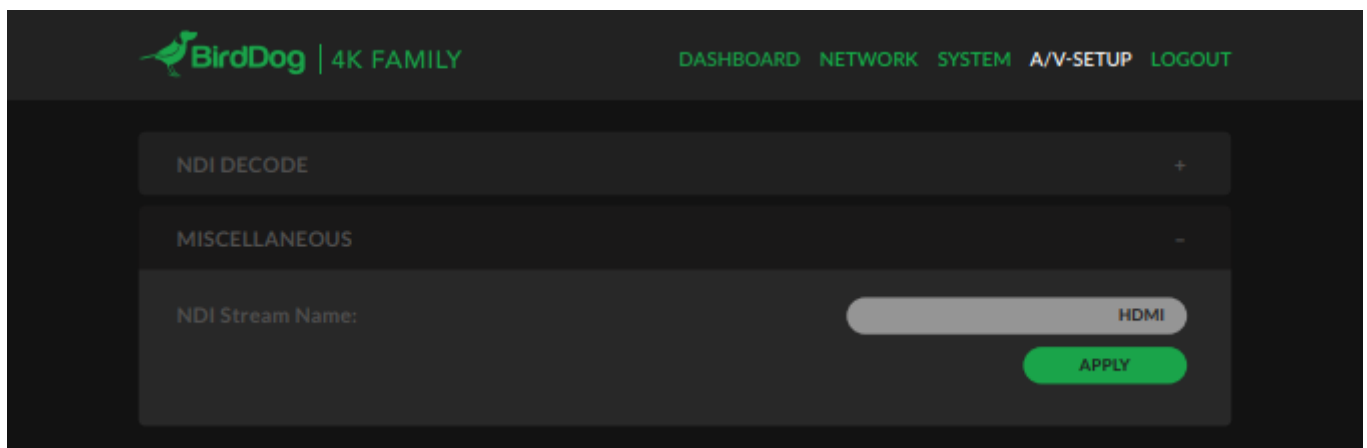 BirdDog | 4K FAMILY DASHBOARD NETWORK SYSTEM A/V-SETUP LOGOUT
NDI DECODE +
MISCELLANEOUS -
NDI Stream Name: HDMI
APPLY